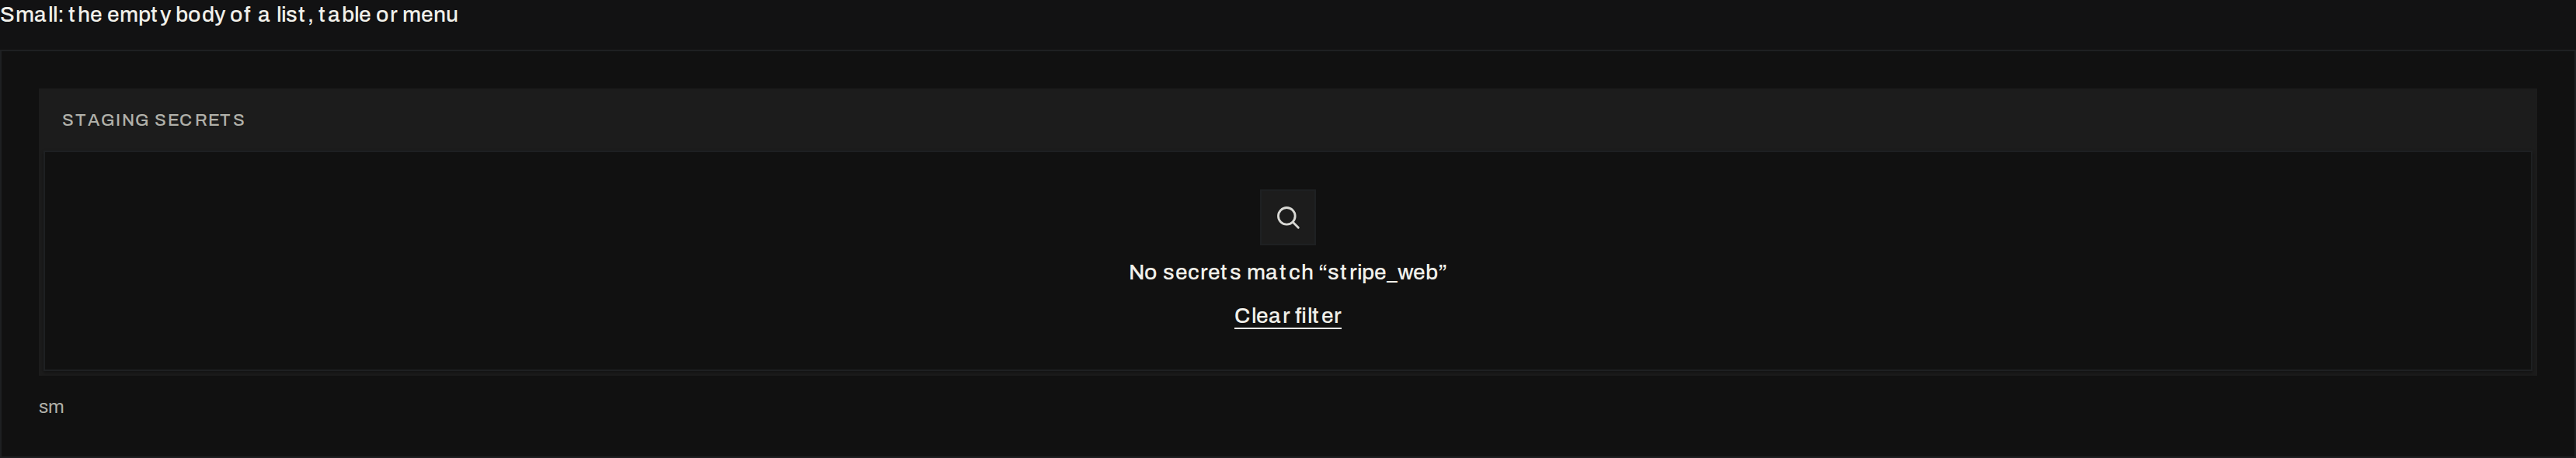 Small: the empty body of a list, table or menu
STAGING SECRETS
No secrets match “stripe_web”
Clear filter
sm